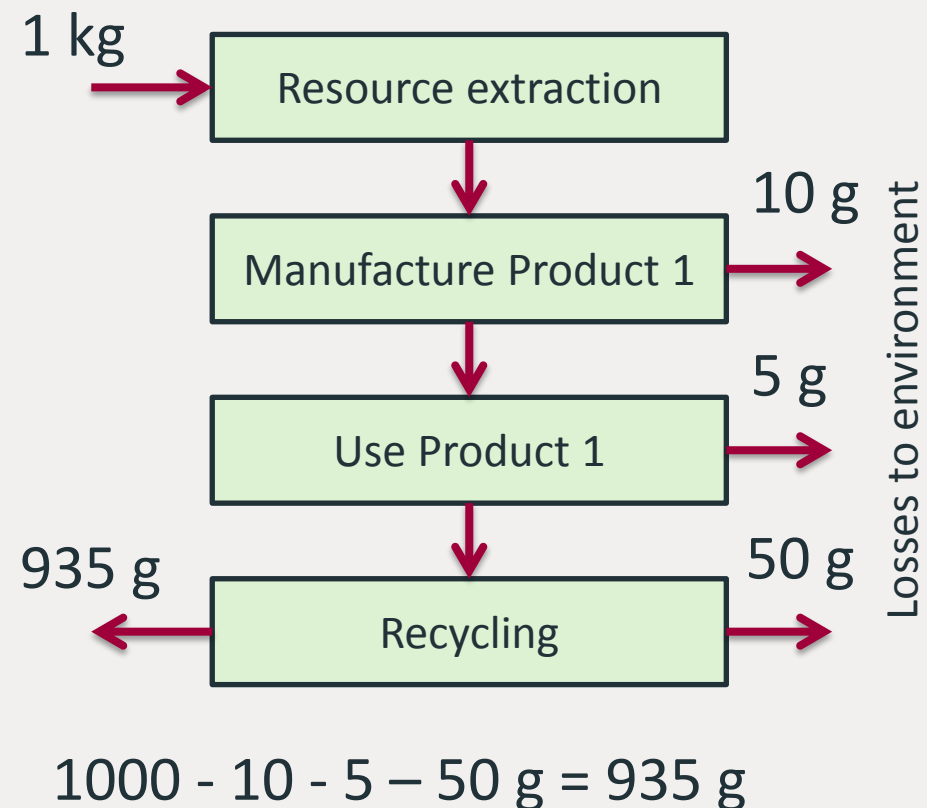 1 kg
Resource extraction
10 g
Manufacture Product 1
5 g
Use Product 1
935 g
50 g
Recycling
Losses to environment
1000 - 10 - 5 – 50 g = 935 g